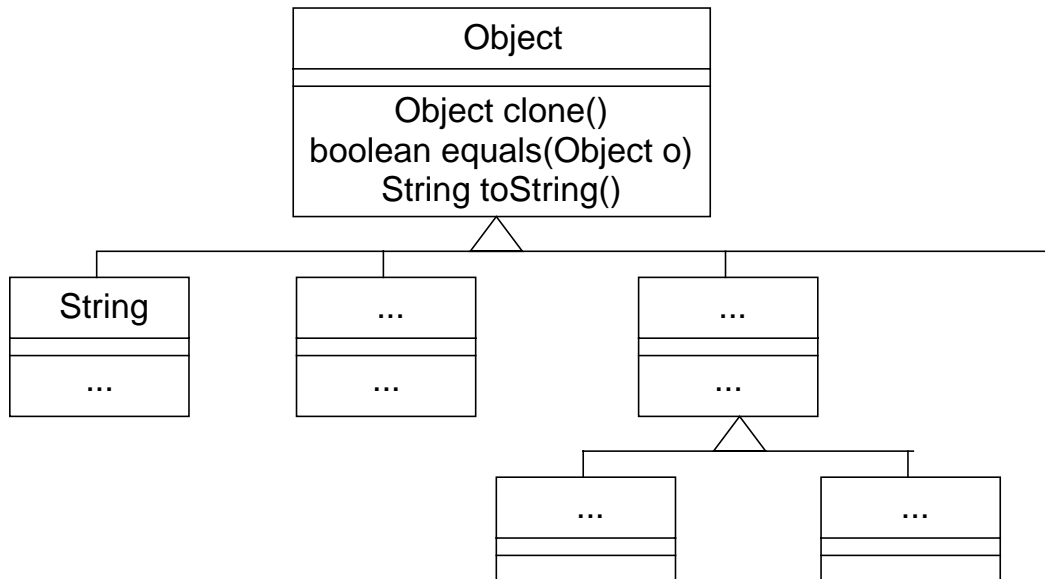 Object
Object clone()
boolean equals(Object o)
String toString()
String
...
...
...
...
...
...
...